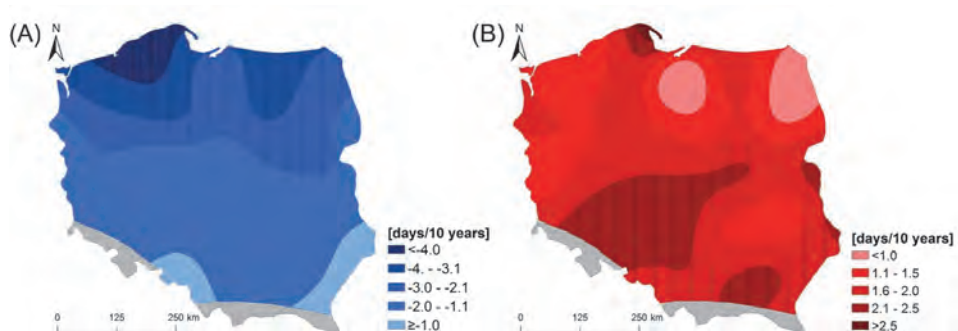 (A)
N
[days/10 years]
<-4.0
-4. - -3.1
-3.0 - -2.1
-2.0 - -1.1
≥-1.0
0 125 250 km
(B)
N
[days/10 years]
<1.0
1.1 - 1.5
1.6 - 2.0
2.1 - 2.5
>2.5
0 125 250 km